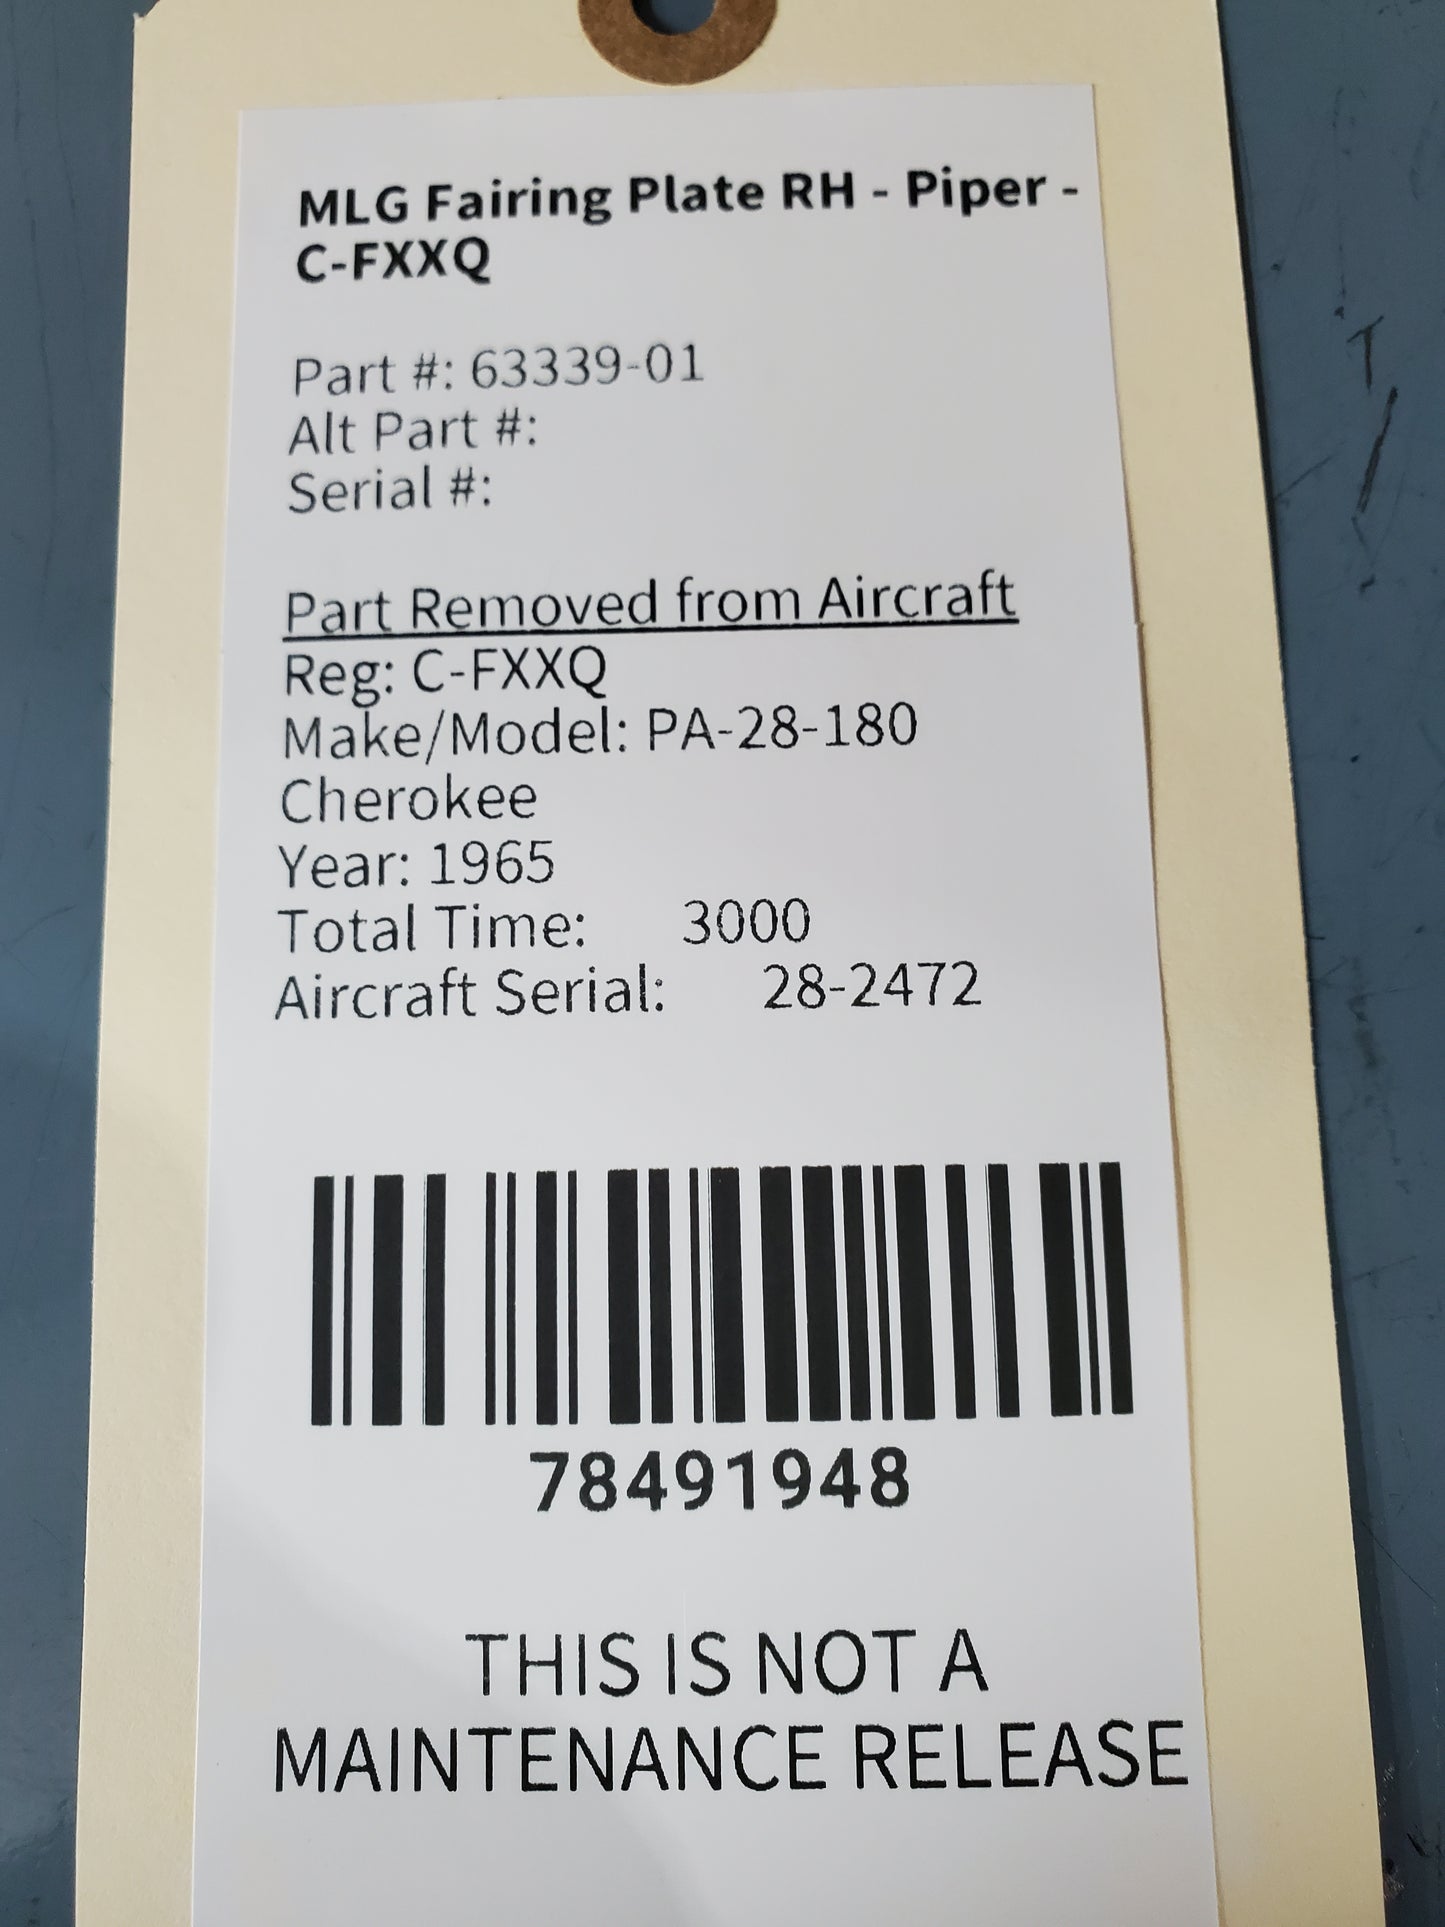 MLG Fairing Plate RH - Piper -
C-FXXQ
Part #: 63339-01
Alt Part #:
Serial #:
Part Removed from Aircraft
Reg: C-FXXQ
Make/Model: PA-28-180
Cherokee
Year: 1965
Total Time: 3000
Aircraft Serial: 28-2472
78491948
THIS IS NOT A
MAINTENANCE RELEASE